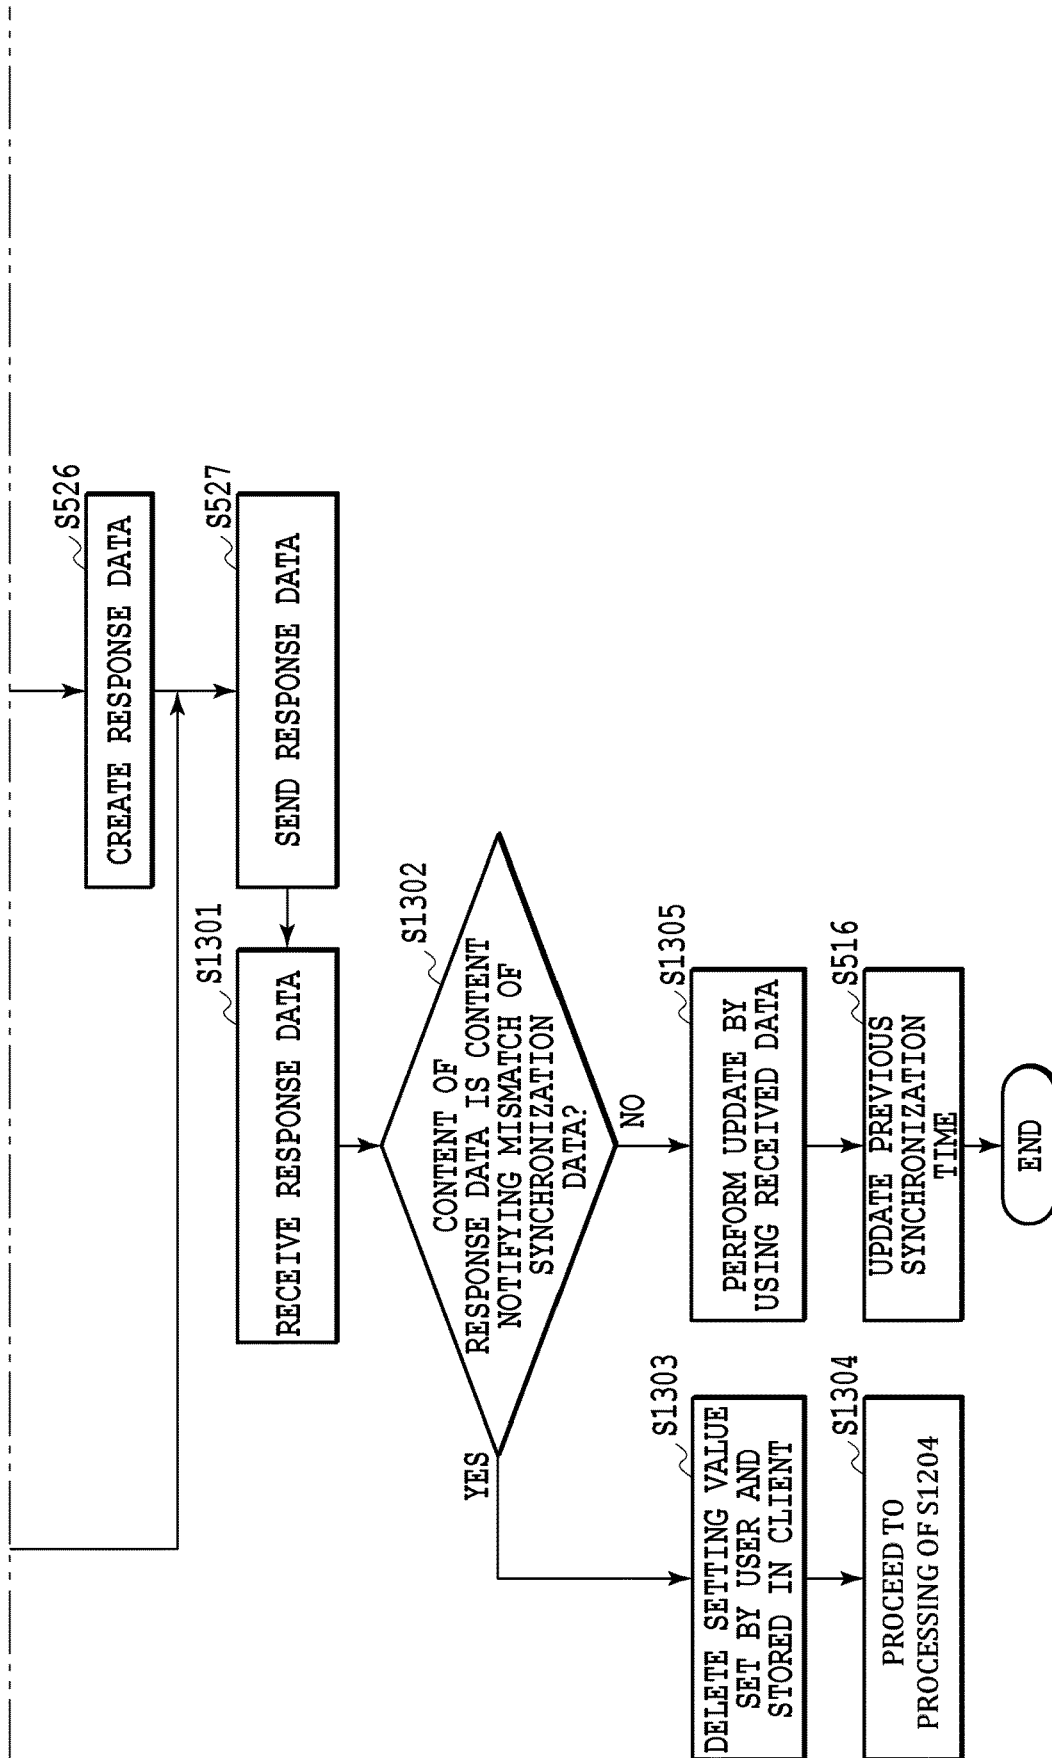 S526
CREATE RESPONSE DATA
S527
SEND RESPONSE DATA
S1301
RECEIVE RESPONSE DATA
S1302
CONTENT OF
RESPONSE DATA IS CONTENT
NOTIFYING MISMATCH OF
SYNCHRONIZATION
DATA?
YES
NO
S1303
DELETE SETTING VALUE
SET BY USER AND
STORED IN CLIENT
S1304
PROCEED TO
PROCESSING OF S1204
S1305
PERFORM UPDATE BY
USING RECEIVED DATA
S516
UPDATE PREVIOUS
SYNCHRONIZATION
TIME
END